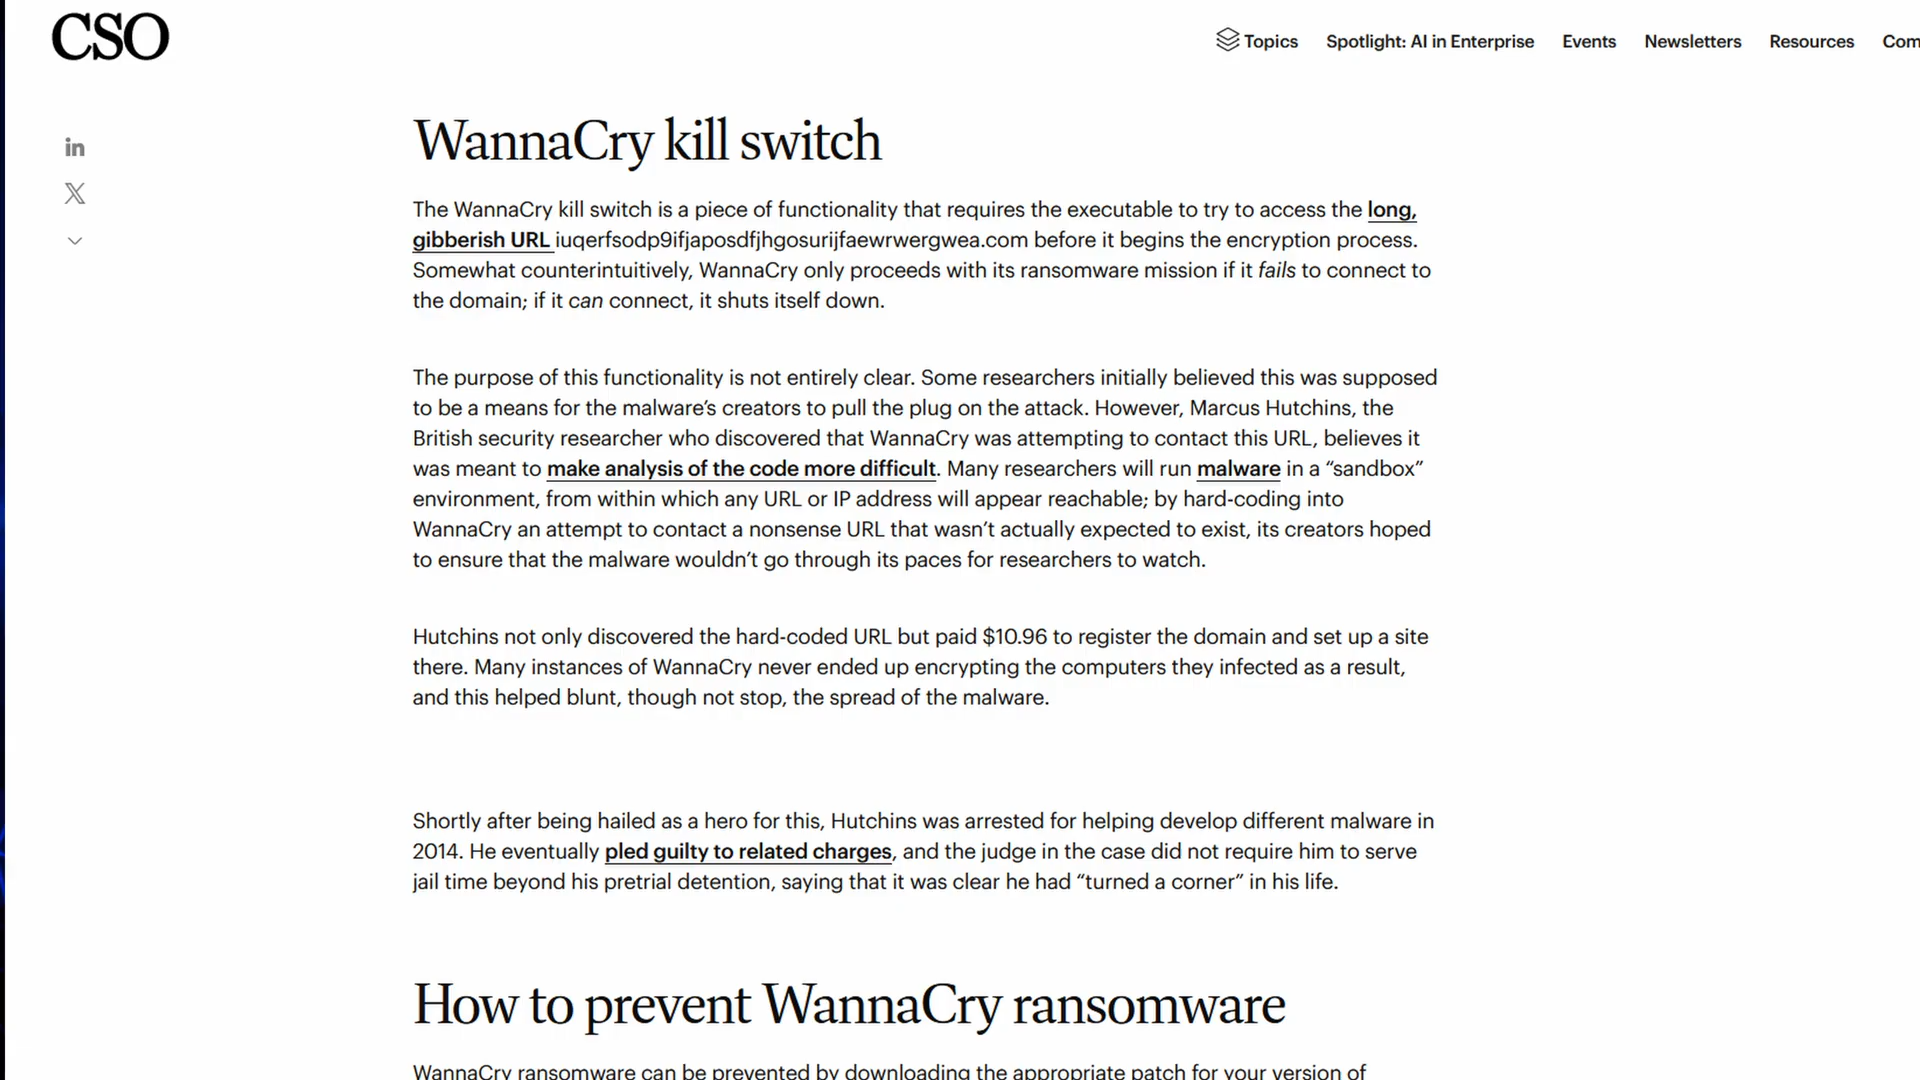 CSO
Topics Spotlight: AI in Enterprise Events Newsletters Resources Com
in
X
WannaCry kill switch
The WannaCry kill switch is a piece of functionality that requires the executable to try to access the long,
gibberish URL iuqerfsodp9ifjaposdfjhgosurijfaewrwergwea.com before it begins the encryption process.
Somewhat counterintuitively, WannaCry only proceeds with its ransomware mission if it fails to connect to
the domain; if it can connect, it shuts itself down.
The purpose of this functionality is not entirely clear. Some researchers initially believed this was supposed
to be a means for the malware’s creators to pull the plug on the attack. However, Marcus Hutchins, the
British security researcher who discovered that WannaCry was attempting to contact this URL, believes it
was meant to make analysis of the code more difficult. Many researchers will run malware in a “sandbox”
environment, from within which any URL or IP address will appear reachable; by hard-coding into
WannaCry an attempt to contact a nonsense URL that wasn’t actually expected to exist, its creators hoped
to ensure that the malware wouldn’t go through its paces for researchers to watch.
Hutchins not only discovered the hard-coded URL but paid $10.96 to register the domain and set up a site
there. Many instances of WannaCry never ended up encrypting the computers they infected as a result,
and this helped blunt, though not stop, the spread of the malware.
Shortly after being hailed as a hero for this, Hutchins was arrested for helping develop different malware in
2014. He eventually pled guilty to related charges, and the judge in the case did not require him to serve
jail time beyond his pretrial detention, saying that it was clear he had “turned a corner” in his life.
How to prevent WannaCry ransomware
WannaCry ransomware can be prevented by downloading the appropriate patch for your version of